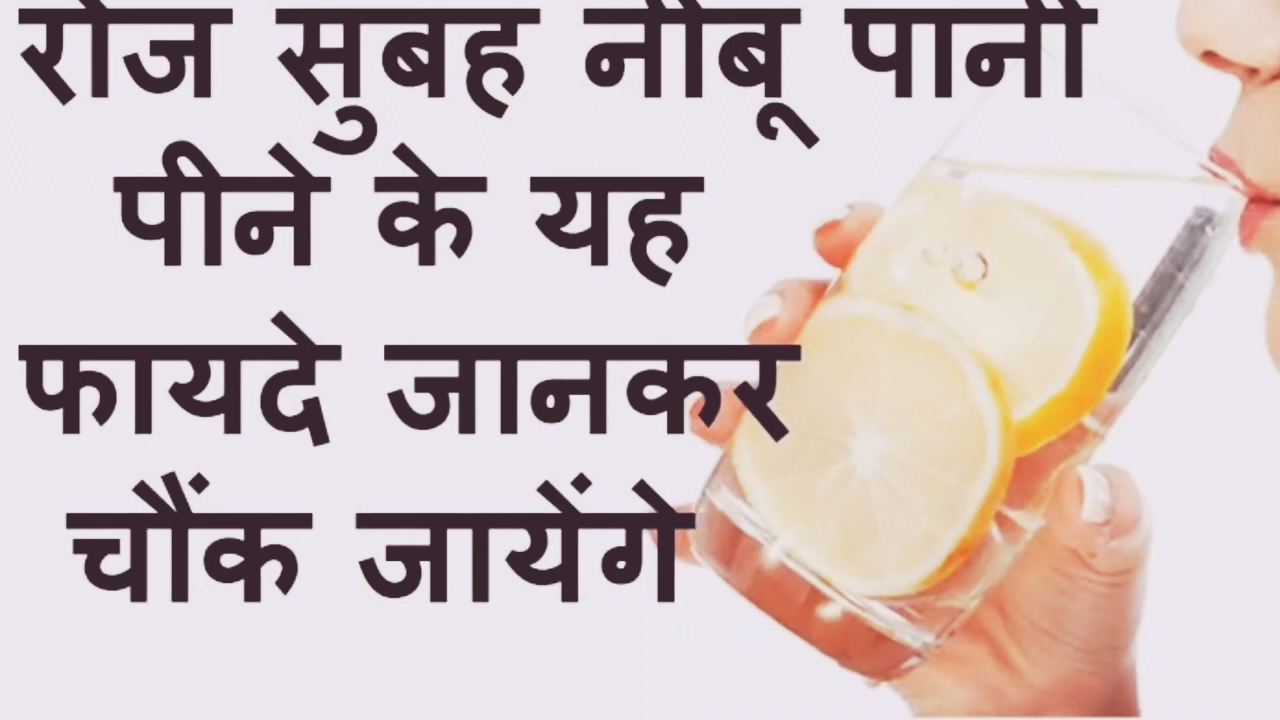 रोज सुबह नीबू पानी
पीने के यह
फायदे जानकर
चौंक जायेंगे